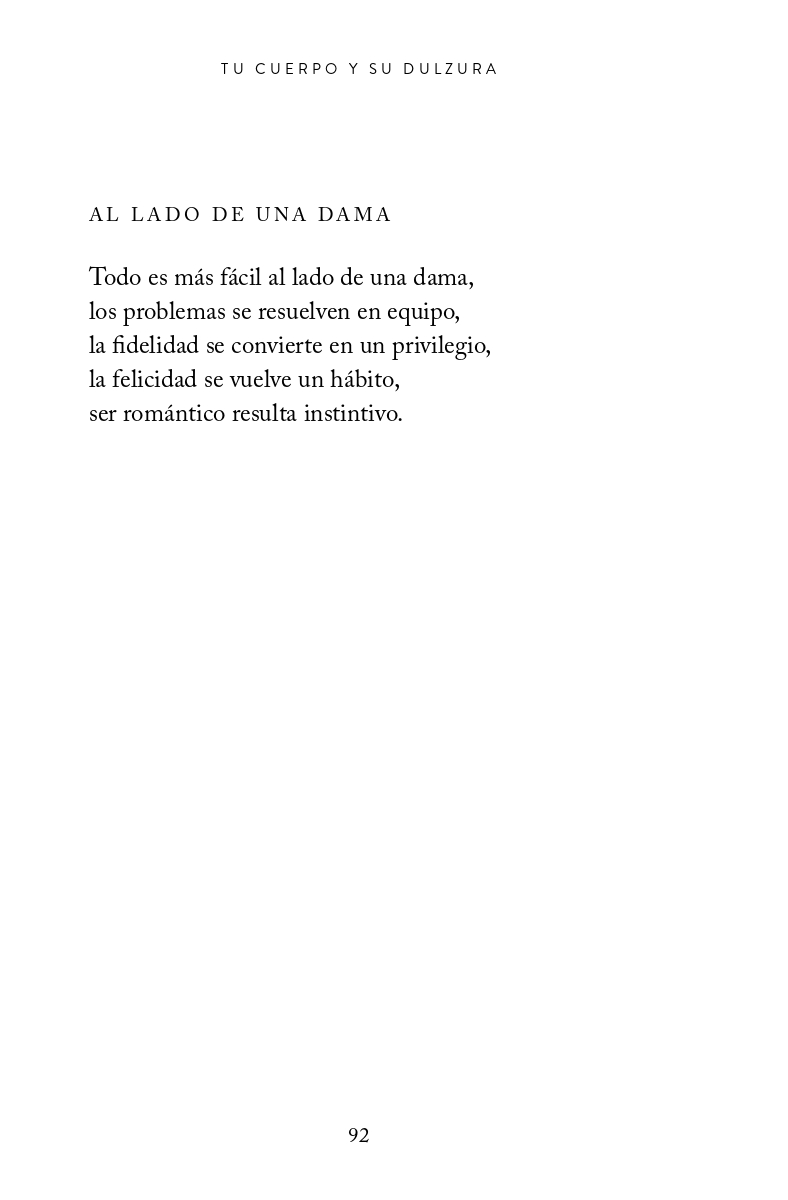 TU CUERPO Y SU DULZURA
AL LADO DE UNA DAMA
Todo es más fácil al lado de una dama,
los problemas se resuelven en equipo,
la fidelidad se convierte en un privilegio,
la felicidad se vuelve un hábito,
ser romántico resulta instintivo.
92